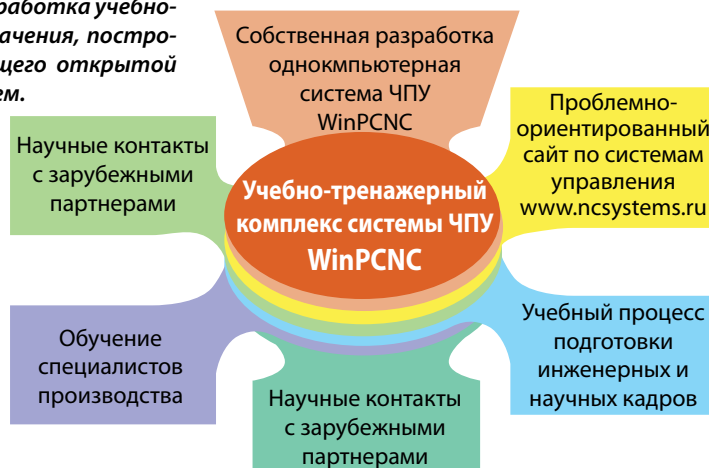 работка учебно-
ачения, постро-
щего открытой
ем.
Собственная разработка
однокмпьютерная
система ЧПУ
WinPCNC
Проблемно-
ориентированный
сайт по системам
управления
www.ncsystems.ru
Научные контакты
с зарубежными
партнерами
Учебно-тренажерный
комплекс системы ЧПУ
WinPCNC
Обучение
специалистов
производства
Научные контакты
с зарубежными
партнерами
Учебный процесс
подготовки
инженерных и
научных кадров